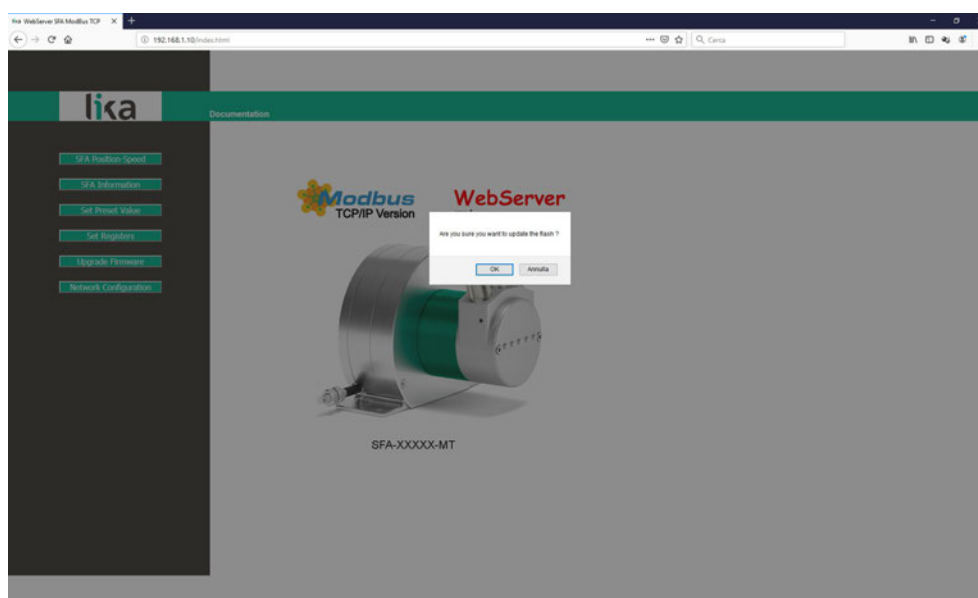 lika WebServer SFA Modbus TCP
192.168.1.10/index.html
Cerca
lika
Documentation
SFA Position-Speed
SFA Information
Set Preset Value
Set Registers
Upgrade Firmware
Network Configuration
Modbus
TCP/IP Version
WebServer
Are you sure you want to update the flash ?
OK
Annulla
SFA-XXXXX-MT